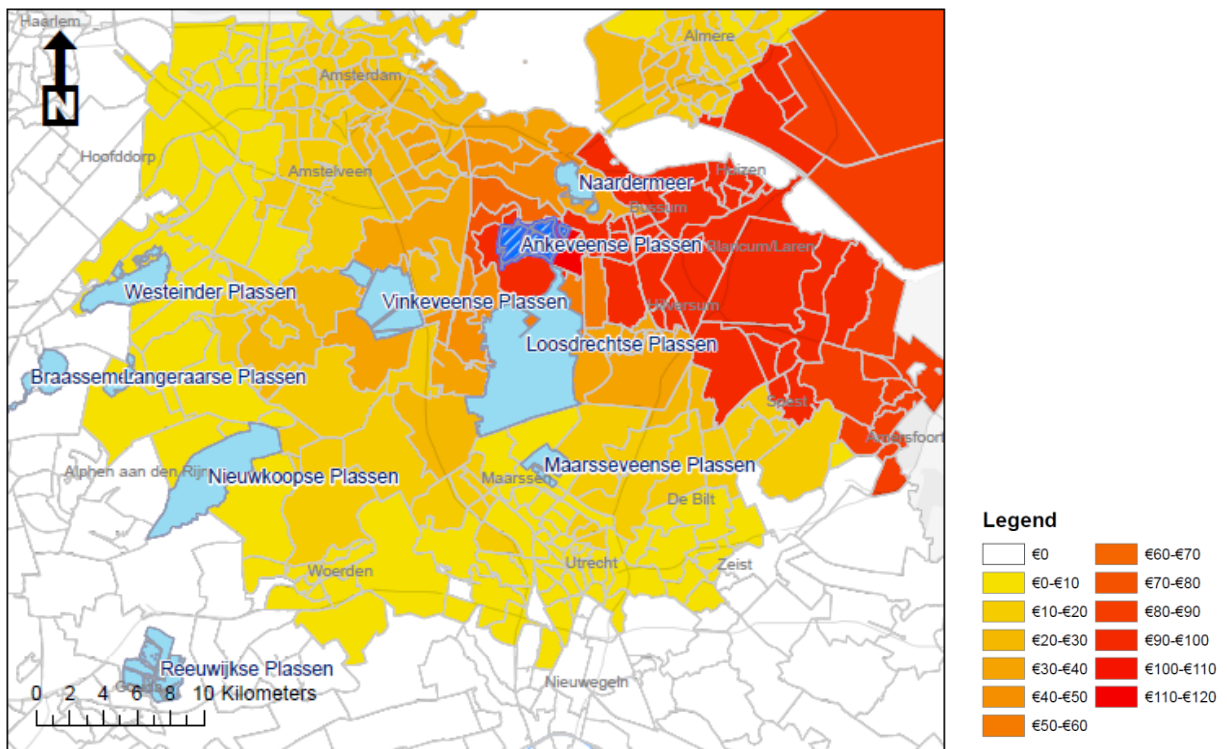 Haarlem
Almere
Amsterdam
N
Hoofddorp
Amstelveen
Huizen
Naardermeer
Bussum
Ankeveense Plassen
Blaricum/Laren
Westeinder Plassen
Vinkeveense Plassen
Hilversum
Loosdrechtse Plassen
Langeraarse Plassen
Soest
Amersfoort
Alphen aan den Rijn
Nieuwkoopse Plassen
Maarssen
Maarsseveense Plassen
De Bilt
Utrecht
Zeist
Woerden
Reeuwijkse Plassen
Nieuwegein
0 2 4 6 8 10 Kilometers
Legend
€0
€0-€10
€10-€20
€20-€30
€30-€40
€40-€50
€50-€60
€60-€70
€70-€80
€80-€90
€90-€100
€100-€110
€110-€120